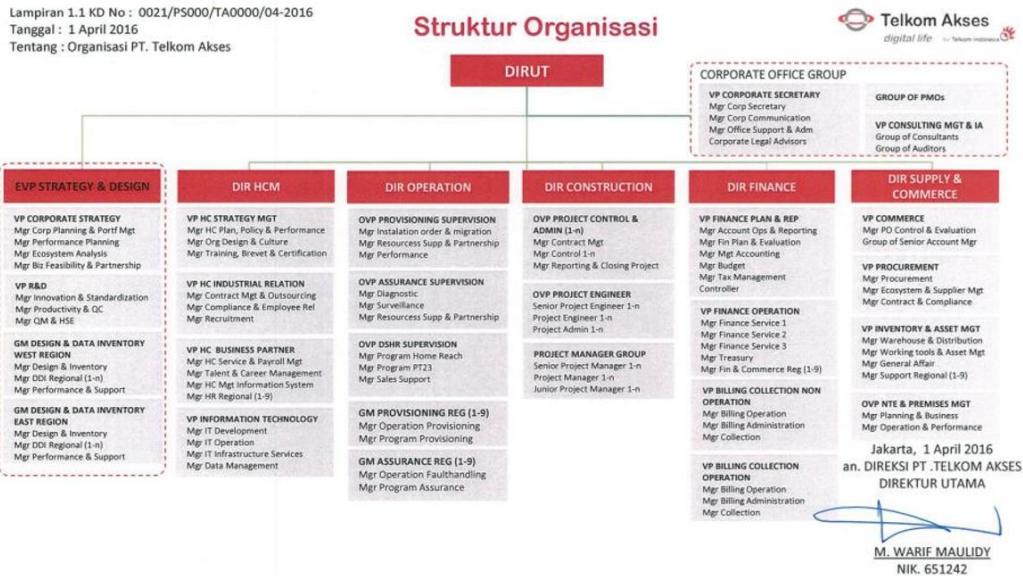 Lampiran 1.1 KD No : 0021/PS000/TA0000/04-2016
Tanggal : 1 April 2016
Tentang : Organisasi PT. Telkom Akses
Struktur Organisasi
Telkom Akses
digital life
by Telkom Indonesia
DIRUT
CORPORATE OFFICE GROUP
VP CORPORATE SECRETARY
Mgr Corp Secretary
Mgr Corp Communication
Mgr Office Support & Adm
Corporate Legal Advisors
GROUP OF PMOs
VP CONSULTING MGT & IA
Group of Consultants
Group of Auditors
EVP STRATEGY & DESIGN
VP CORPORATE STRATEGY
Mgr Corp Planning & Portf Mgt
Mgr Performance Planning
Mgr Ecosystem Analysis
Mgr Biz Feasibility & Partnership
VP R&D
Mgr Innovation & Standardization
Mgr Productivity & QC
Mgr QM & HSE
GM DESIGN & DATA INVENTORY
WEST REGION
Mgr Design & Inventory
Mgr DDI Regional (1-n)
Mgr Performance & Support
GM DESIGN & DATA INVENTORY
EAST REGION
Mgr Design & Inventory
Mgr DDI Regional (1-n)
Mgr Performance & Support
DIR HCM
VP HC STRATEGY MGT
Mgr HC Plan, Policy & Performance
Mgr Org Design & Culture
Mgr Training, Brevet & Certification
VP HC INDUSTRIAL RELATION
Mgr Contract Mgt & Outsourcing
Mgr Compliance & Employee Rel
Mgr Recruitment
VP HC BUSINESS PARTNER
Mgr HC Service & Payroll Mgt
Mgr Talent & Career Management
Mgr HC Mgt Information System
Mgr HR Regional (1-9)
VP INFORMATION TECHNOLOGY
Mgr IT Development
Mgr IT Operation
Mgr IT Infrastructure Services
Mgr Data Management
DIR OPERATION
OVP PROVISIONING SUPERVISION
Mgr Instalation order & migration
Mgr Resourcess Supp & Partnership
Mgr Performance
OVP ASSURANCE SUPERVISION
Mgr Diagnostic
Mgr Surveilance
Mgr Resourcess Supp & Partnership
OVP DSHR SUPERVISION
Mgr Program Home Reach
Mgr Program PT23
Mgr Sales Support
GM PROVISIONING REG (1-9)
Mgr Operation Provisioning
Mgr Program Provisioning
GM ASSURANCE REG (1-9)
Mgr Operation Faulthandling
Mgr Program Assurance
DIR CONSTRUCTION
OVP PROJECT CONTROL &
ADMIN (1-n)
Mgr Contract Mgt
Mgr Control 1-n
Mgr Reporting & Closing Project
OVP PROJECT ENGINEER
Senior Project Engineer 1-n
Project Engineer 1-n
Project Admin 1-n
PROJECT MANAGER GROUP
Senior Project Manager 1-n
Project Manager 1-n
Junior Project Manager 1-n
DIR FINANCE
VP FINANCE PLAN & REP
Mgr Account Ops & Reporting
Mgr Fin Plan & Evaluation
Mgr Mgt Accounting
Mgr Budget
Mgr Tax Management
Controller
VP FINANCE OPERATION
Mgr Finance Service 1
Mgr Finance Service 2
Mgr Finance Service 3
Mgr Treasury
Mgr Fin & Commerce Reg (1-9)
VP BILLING COLLECTION NON
OPERATION
Mgr Billing Operation
Mgr Billing Administration
Mgr Collection
VP BILLING COLLECTION
OPERATION
Mgr Billing Operation
Mgr Billing Administration
Mgr Collection
DIR SUPPLY &
COMMERCE
VP COMMERCE
Mgr PO Control & Evaluation
Group of Senior Account Mgr
VP PROCUREMENT
Mgr Procurement
Mgr Ecosystem & Supplier Mgt
Mgr Contract & Compliance
VP INVENTORY & ASSET MGT
Mgr Warehouse & Distribution
Mgr Working tools & Asset Mgt
Mgr General Affair
Mgr Support Regional (1-9)
OVP NTE & PREMISES MGT
Mgr Planning & Business
Mgr Operation & Performance
Jakarta, 1 April 2016
an. DIREKSI PT .TELKOM AKSES
DIREKTUR UTAMA
M. WARIF MAULIDY
NIK. 651242